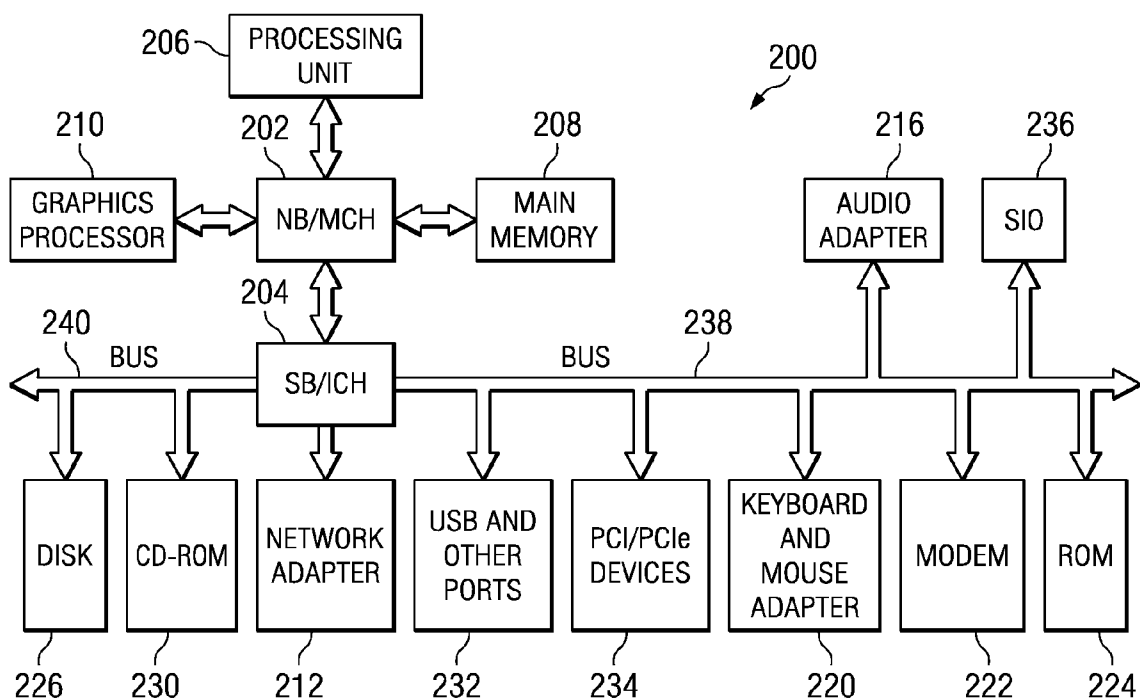 206
PROCESSING
UNIT
200
210
202
208
216
236
GRAPHICS
PROCESSOR
NB/MCH
MAIN
MEMORY
AUDIO
ADAPTER
SIO
204
240
BUS
SB/ICH
BUS
238
DISK
CD-ROM
NETWORK
ADAPTER
USB AND
OTHER
PORTS
PCI/PCIe
DEVICES
KEYBOARD
AND
MOUSE
ADAPTER
MODEM
ROM
226
230
212
232
234
220
222
224